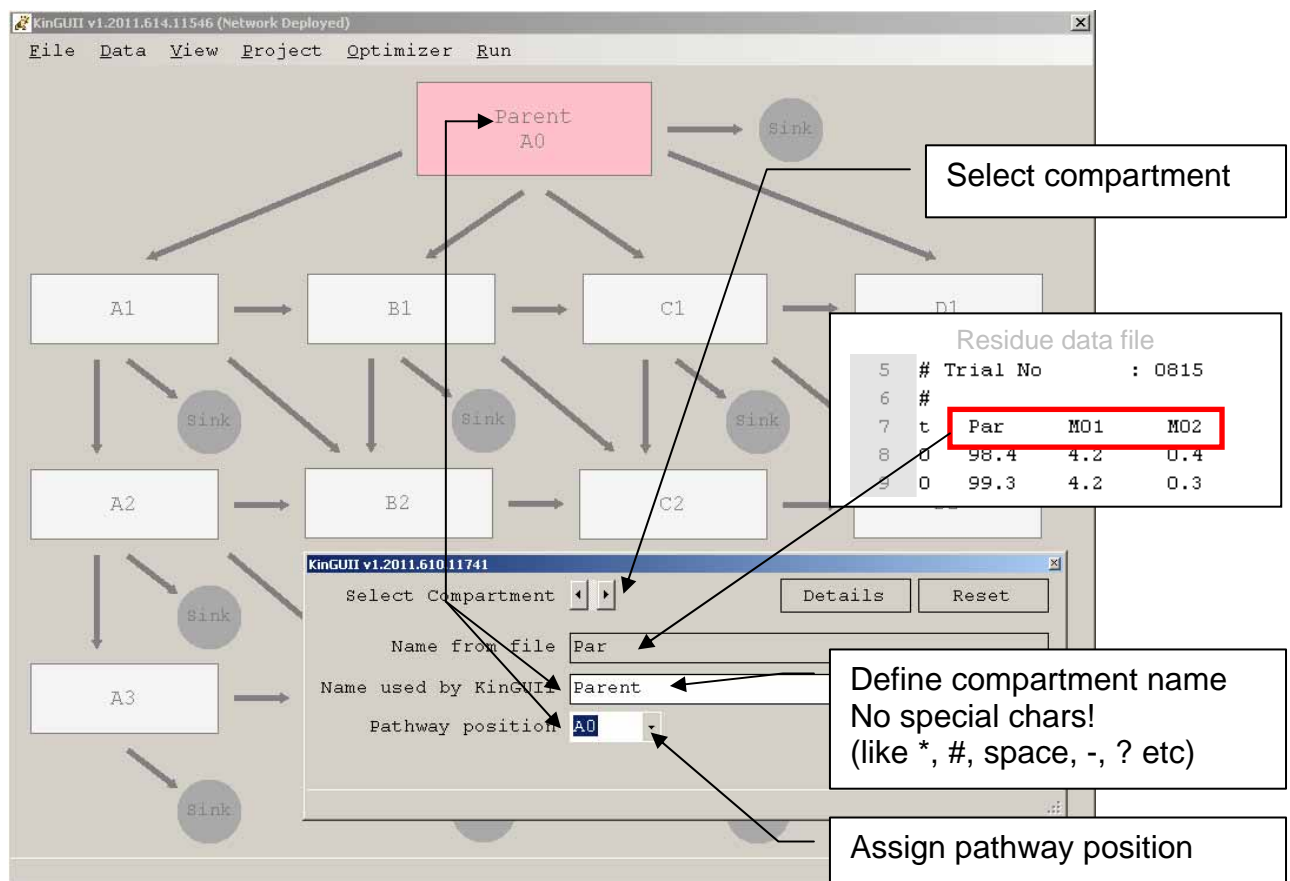 KinGUII v1.2011.614.11546 (Network Deployed)
File Data View Project Optimizer Run
Parent
A0
Sink
Select compartment
A1
B1
C1
D1
Residue data file
5 # Trial No : 0815
6 #
7 t Par M01 M02
8 0 98.4 4.2 0.4
9 0 99.3 4.2 0.3
Sink
Sink
Sink
A2
B2
C2
KinGUII v1.2011.610.11741
Select Compartment
Details
Reset
Sink
Name from file Par
Name used by KinGUII Parent
Define compartment name
No special chars!
(like *, #, space, -, ? etc)
A3
Pathway position A0
Sink
Assign pathway position